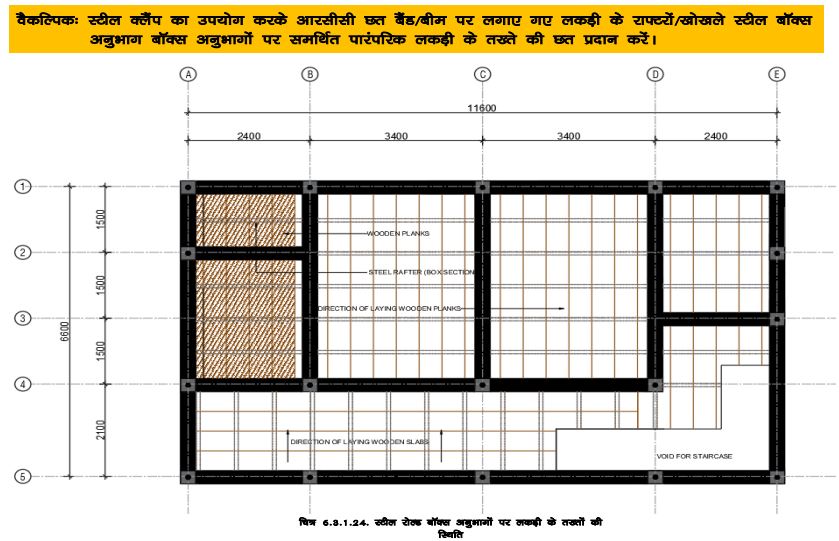 वैकल्पिकः स्टील क्लैंप का उपयोग करके आरसीसी छत बैंड/बीम पर लगाए गए लकड़ी के राफ्टरों/खोखले स्टील बॉक्स
अनुभाग बॉक्स अनुभागों पर समर्थित पारंपरिक लकड़ी के तख्ते की छत प्रदान करें।
A B C D E
11600
2400 3400 3400 2400
1
1500
WOODEN PLANKS
2
STEEL RAFTER (BOX SECTION
1500
DIRECTION OF LAYING WOODEN PLANKS
3
6600
1500
4
2100
DIRECTION OF LAYING WOODEN SLABS
VOID FOR STAIRCASE
5
चित्र 6.3.1.24. स्टील रोल्ड बॉक्स अनुभागों पर लकड़ी के तख्तों की
स्थिति